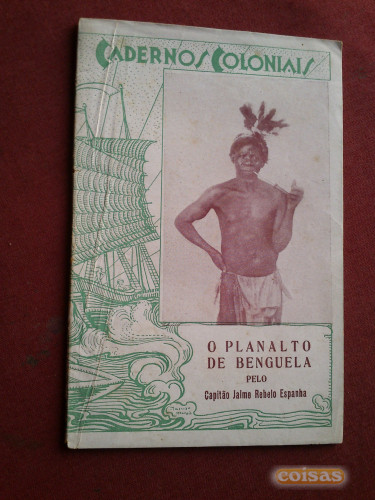 CADERNOS COLONIAIS
O PLANALTO
DE BENGUELA
PELO
Capitão Jaime Rebelo Espanha
coisas